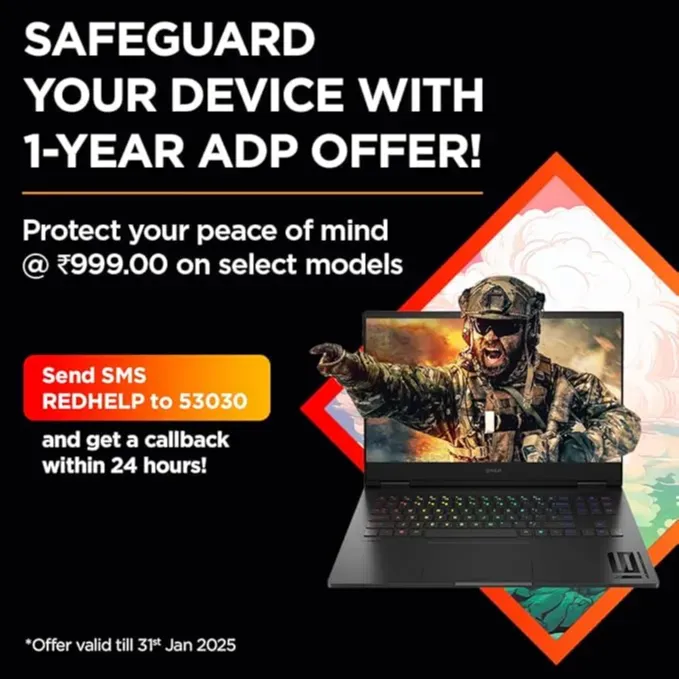 SAFEGUARD
YOUR DEVICE WITH
1-YEAR ADP OFFER!
Protect your peace of mind
@ ₹999.00 on select models
Send SMS
REDHELP to 53030
and get a callback
within 24 hours!
*Offer valid till 31st Jan 2025